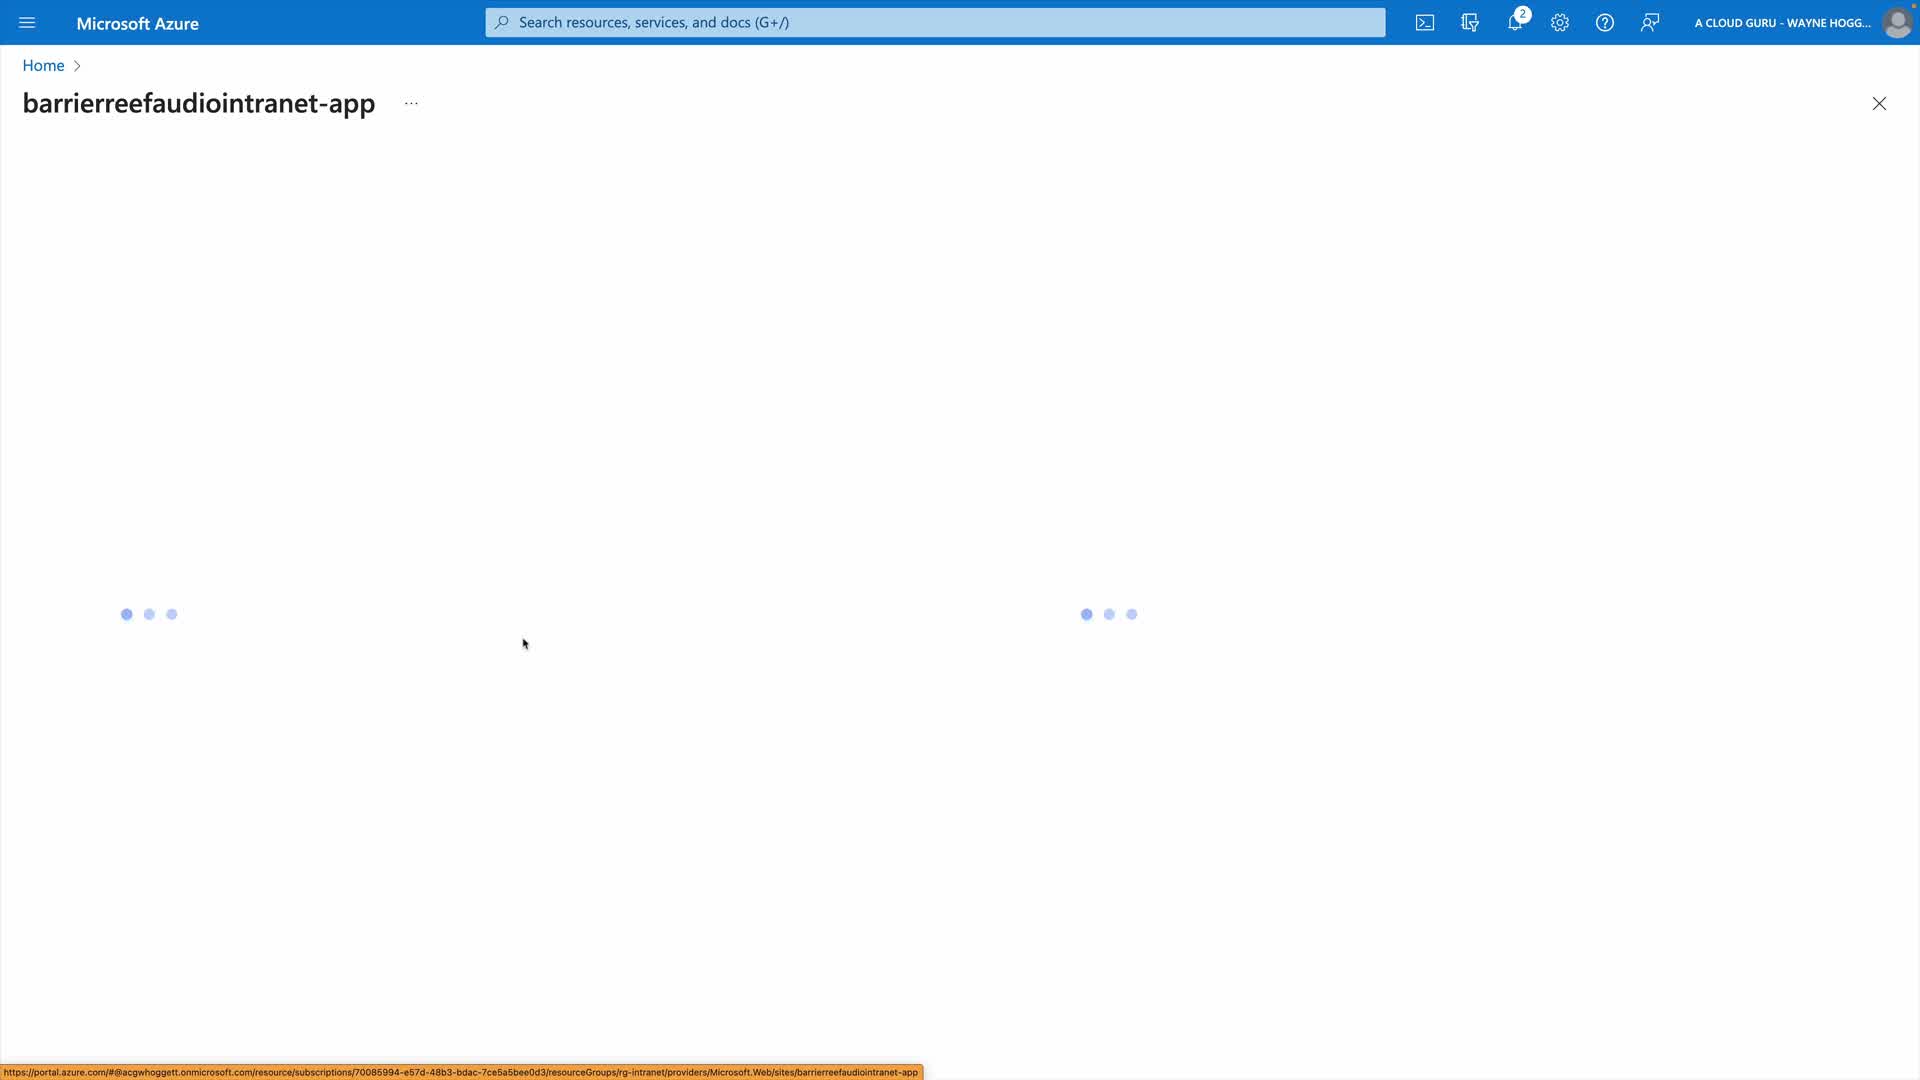 Microsoft Azure
Search resources, services, and docs (G+/)
2
A CLOUD GURU - WAYNE HOGG...
Home
barrierreefaudiointranet-app
https://portal.azure.com/#@acgwhoggett.onmicrosoft.com/resource/subscriptions/70085994-e57d-48b3-bdac-7ce5a5bee0d3/resourceGroups/rg-intranet/providers/Microsoft.Web/sites/barrierreefaudiointranet-app